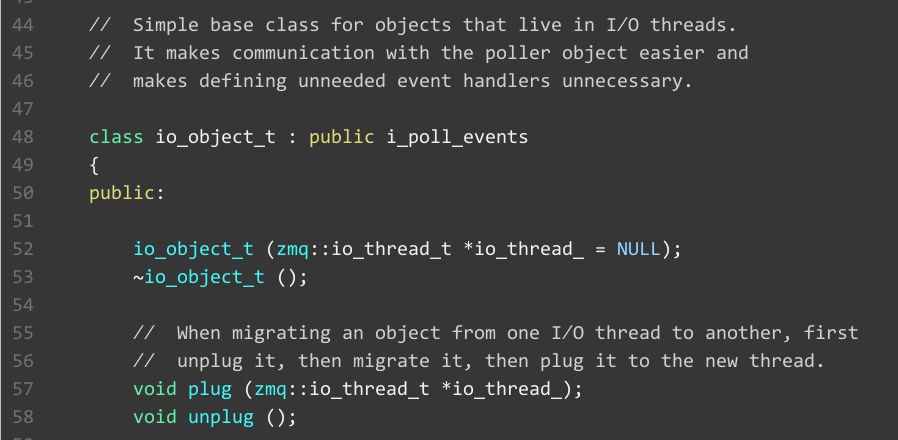 44 // Simple base class for objects that live in I/O threads.
45 // It makes communication with the poller object easier and
46 // makes defining unneeded event handlers unnecessary.
47
48 class io_object_t : public i_poll_events
49 {
50 public:
51
52 io_object_t (zmq::io_thread_t *io_thread_ = NULL);
53 ~io_object_t ();
54
55 // When migrating an object from one I/O thread to another, first
56 // unplug it, then migrate it, then plug it to the new thread.
57 void plug (zmq::io_thread_t *io_thread_);
58 void unplug ();